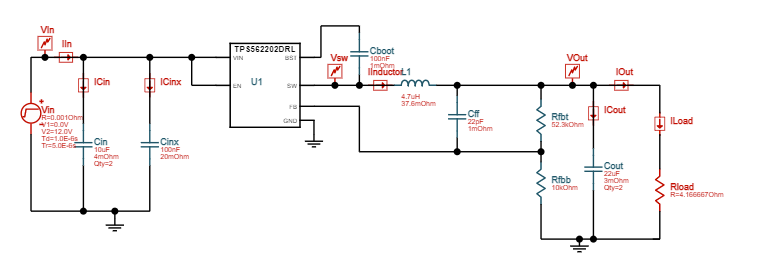 VIn
IIn
ICin
ICinx
Vin
R=0.001Ohm
V1=0.0V
V2=12.0V
Td=1.0E-6s
Tr=5.0E-6s
Cin
10uF
4mOhm
Qty=2
Cinx
100nF
20mOhm
TPS562202DRL
VIN
BST
U1
EN
SW
FB
GND
Cboot
100nF
1mOhm
Vsw
IInductor
L1
4.7uH
37.6mOhm
Cff
22pF
1mOhm
Rfbt
52.3kOhm
Rfbb
10kOhm
VOut
IOut
ICout
Cout
22uF
3mOhm
Qty=2
ILoad
Rload
R=4.166667Ohm